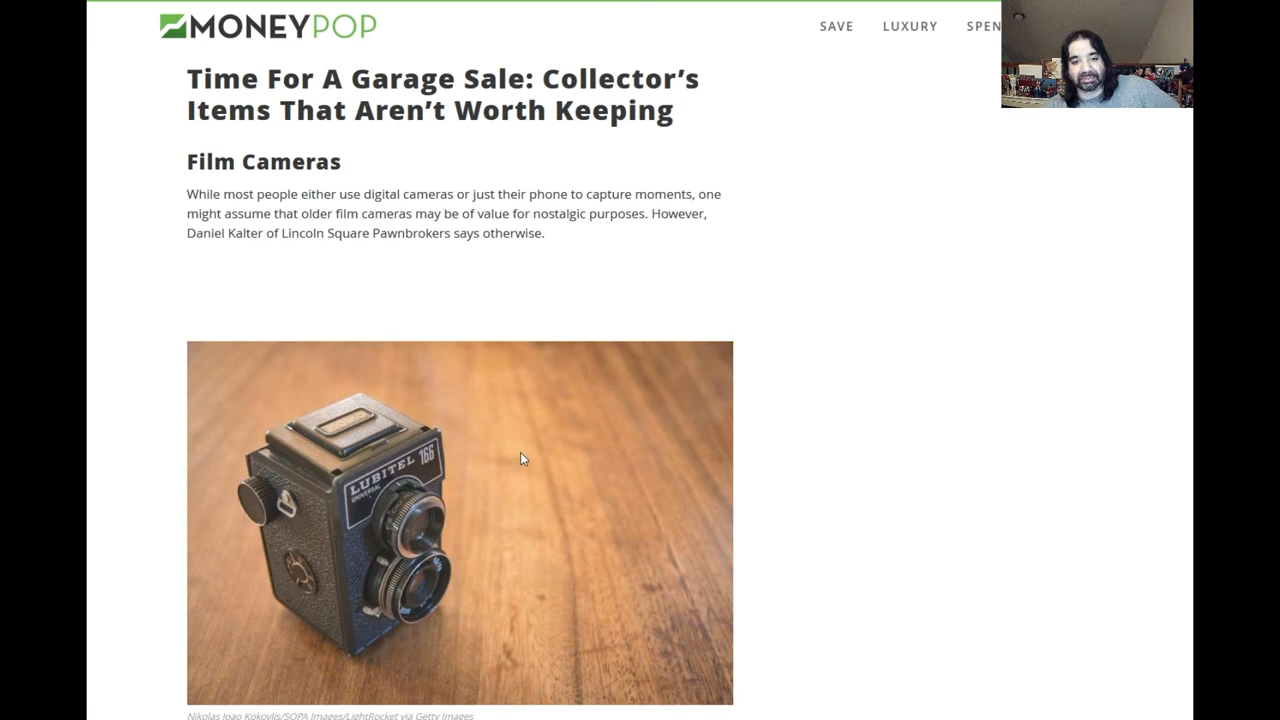 MONEYPOP
SAVE LUXURY SPEN
Time For A Garage Sale: Collector's
Items That Aren't Worth Keeping
Film Cameras
While most people either use digital cameras or just their phone to capture moments, one
might assume that older film cameras may be of value for nostalgic purposes. However,
Daniel Kalter of Lincoln Square Pawnbrokers says otherwise.
LUBITEL 166
UNIVERSAL
Nikolas Joao Kokovlis/SOPA Images/LightRocket via Getty Images